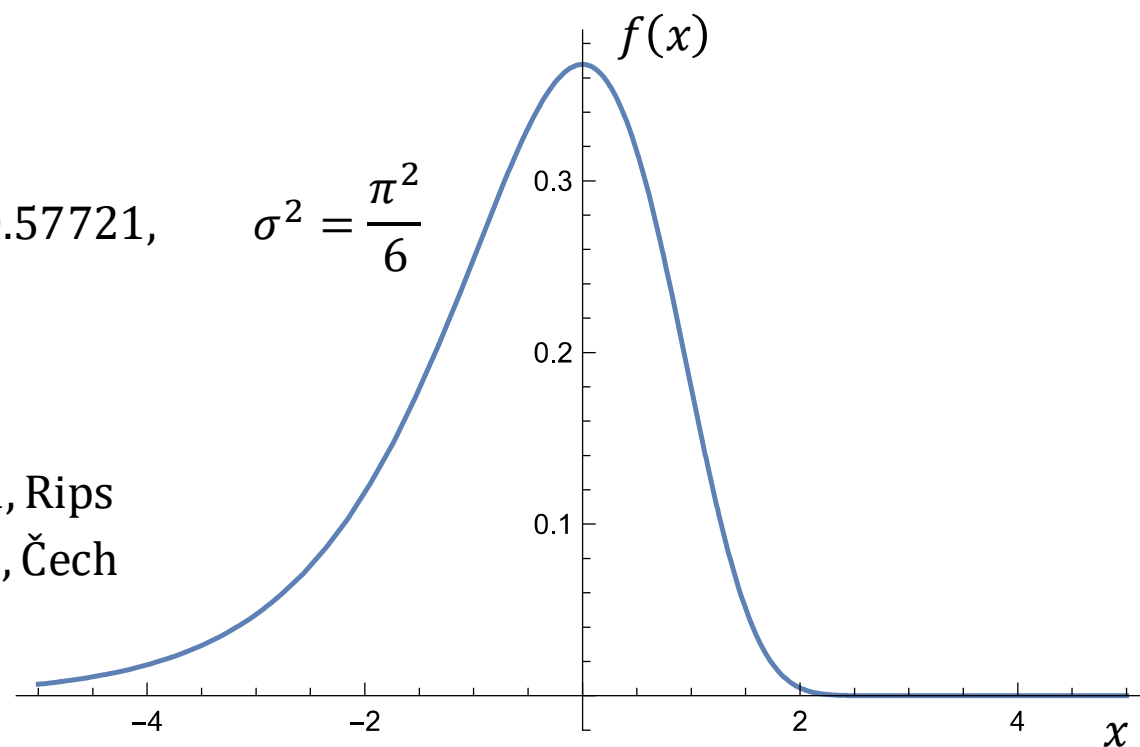 f(x)
0.3
.57721, σ² = π²/6
0.2
, Rips
0.1
, Čech
−4 −2 2 4
x